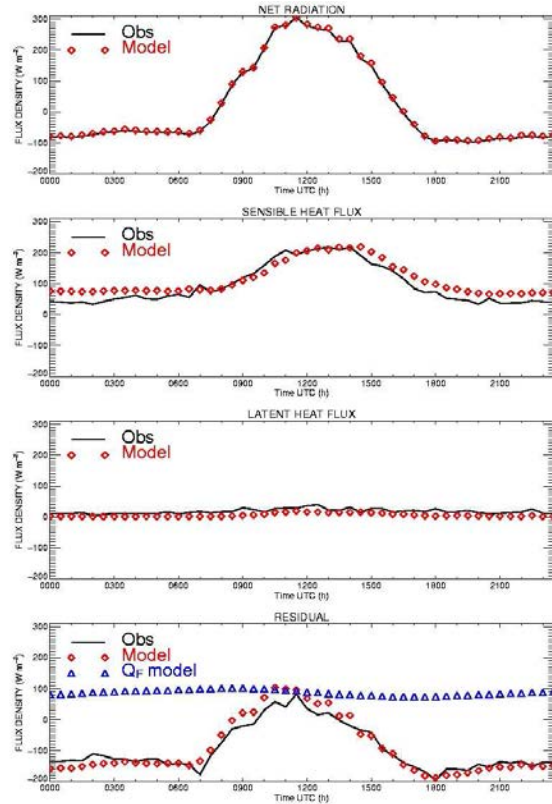 NET RADIATION
300
200
100
0
−100
−200
FLUX DENSITY (W m⁻²)
Obs
Model
0000 0300 0600 0900 1200 1500 1800 2100
Time UTC (h)
SENSIBLE HEAT FLUX
300
200
100
0
−100
−200
FLUX DENSITY (W m⁻²)
Obs
Model
0000 0300 0600 0900 1200 1500 1800 2100
Time UTC (h)
LATENT HEAT FLUX
300
200
100
0
−100
−200
FLUX DENSITY (W m⁻²)
Obs
Model
0000 0300 0600 0900 1200 1500 1800 2100
Time UTC (h)
RESIDUAL
300
200
100
0
−100
−200
FLUX DENSITY (W m⁻²)
Obs
Model
Q_F model
0000 0300 0600 0900 1200 1500 1800 2100
Time UTC (h)